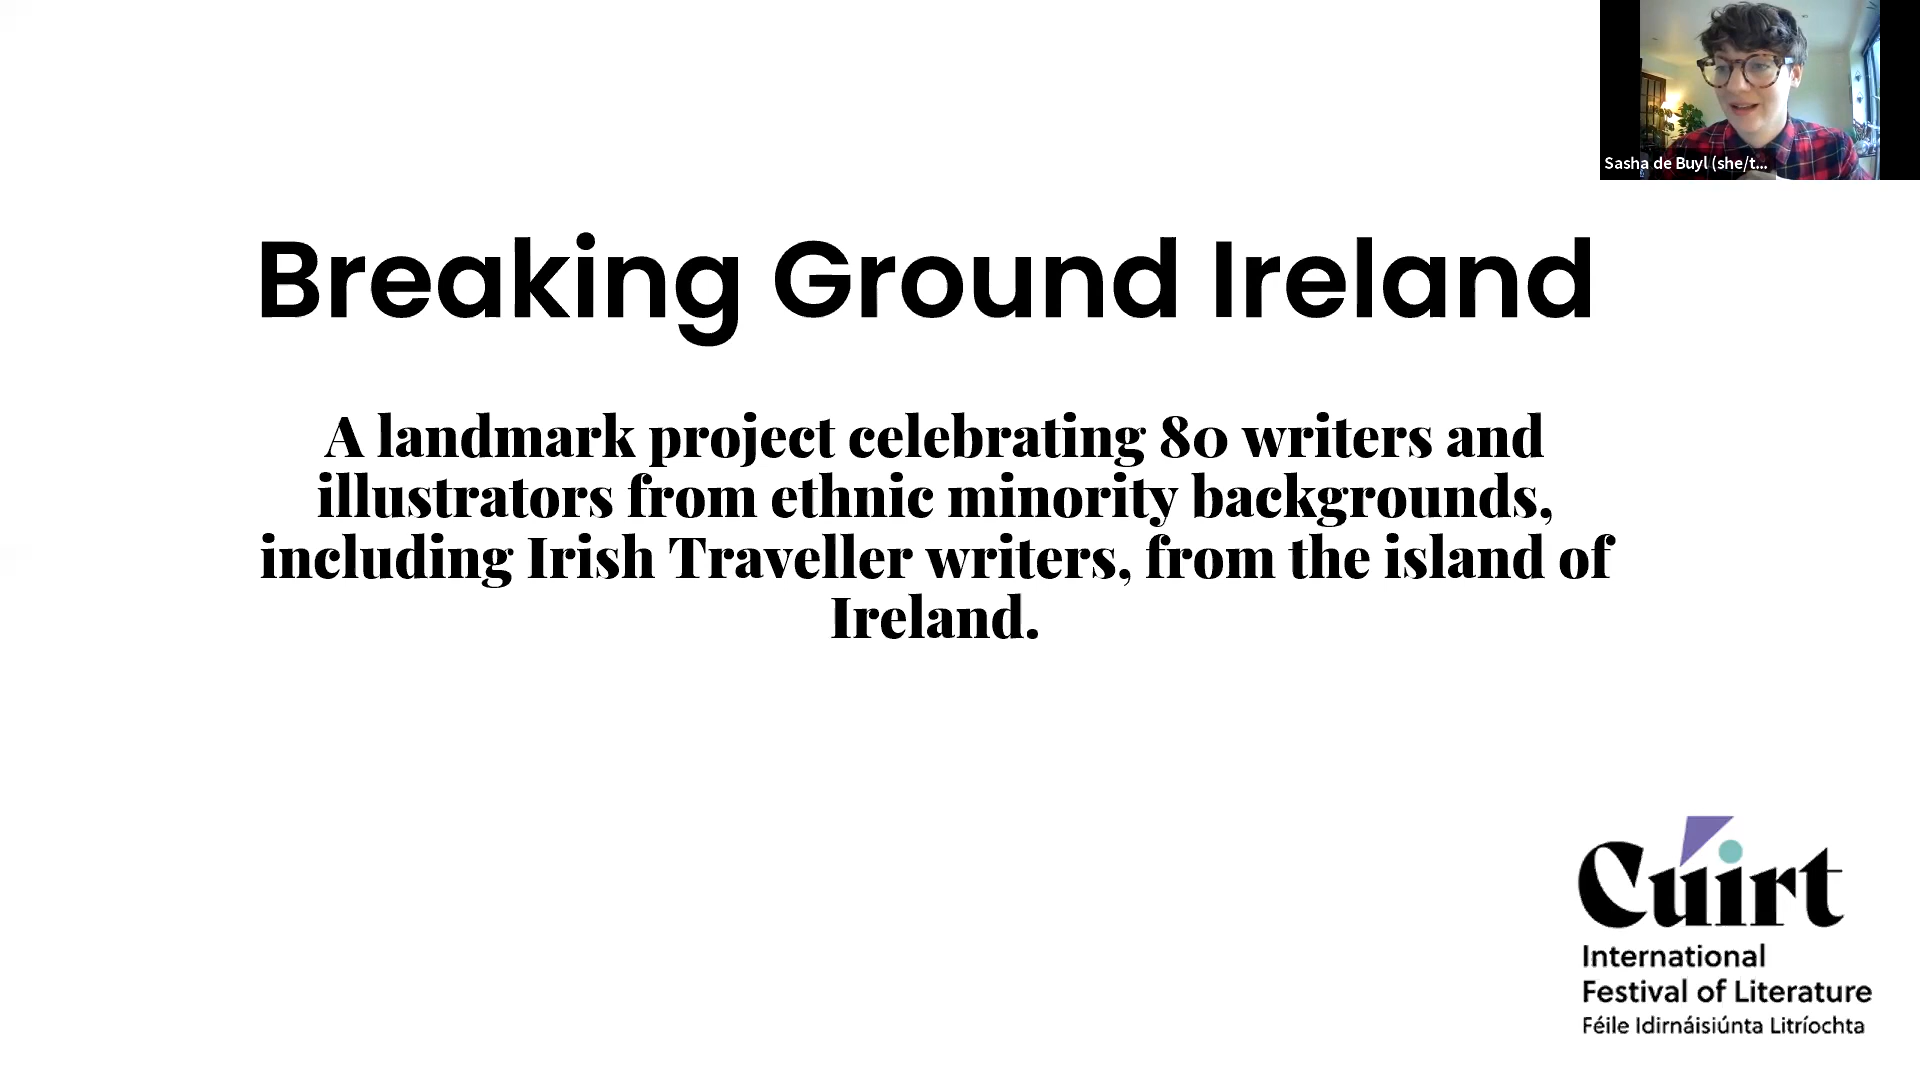 Sasha de Buyl (she/t...
Breaking Ground Ireland
A landmark project celebrating 80 writers and
illustrators from ethnic minority backgrounds,
including Irish Traveller writers, from the island of
Ireland.
Cúirt
International
Festival of Literature
Féile Idirnáisiúnta Litríochta